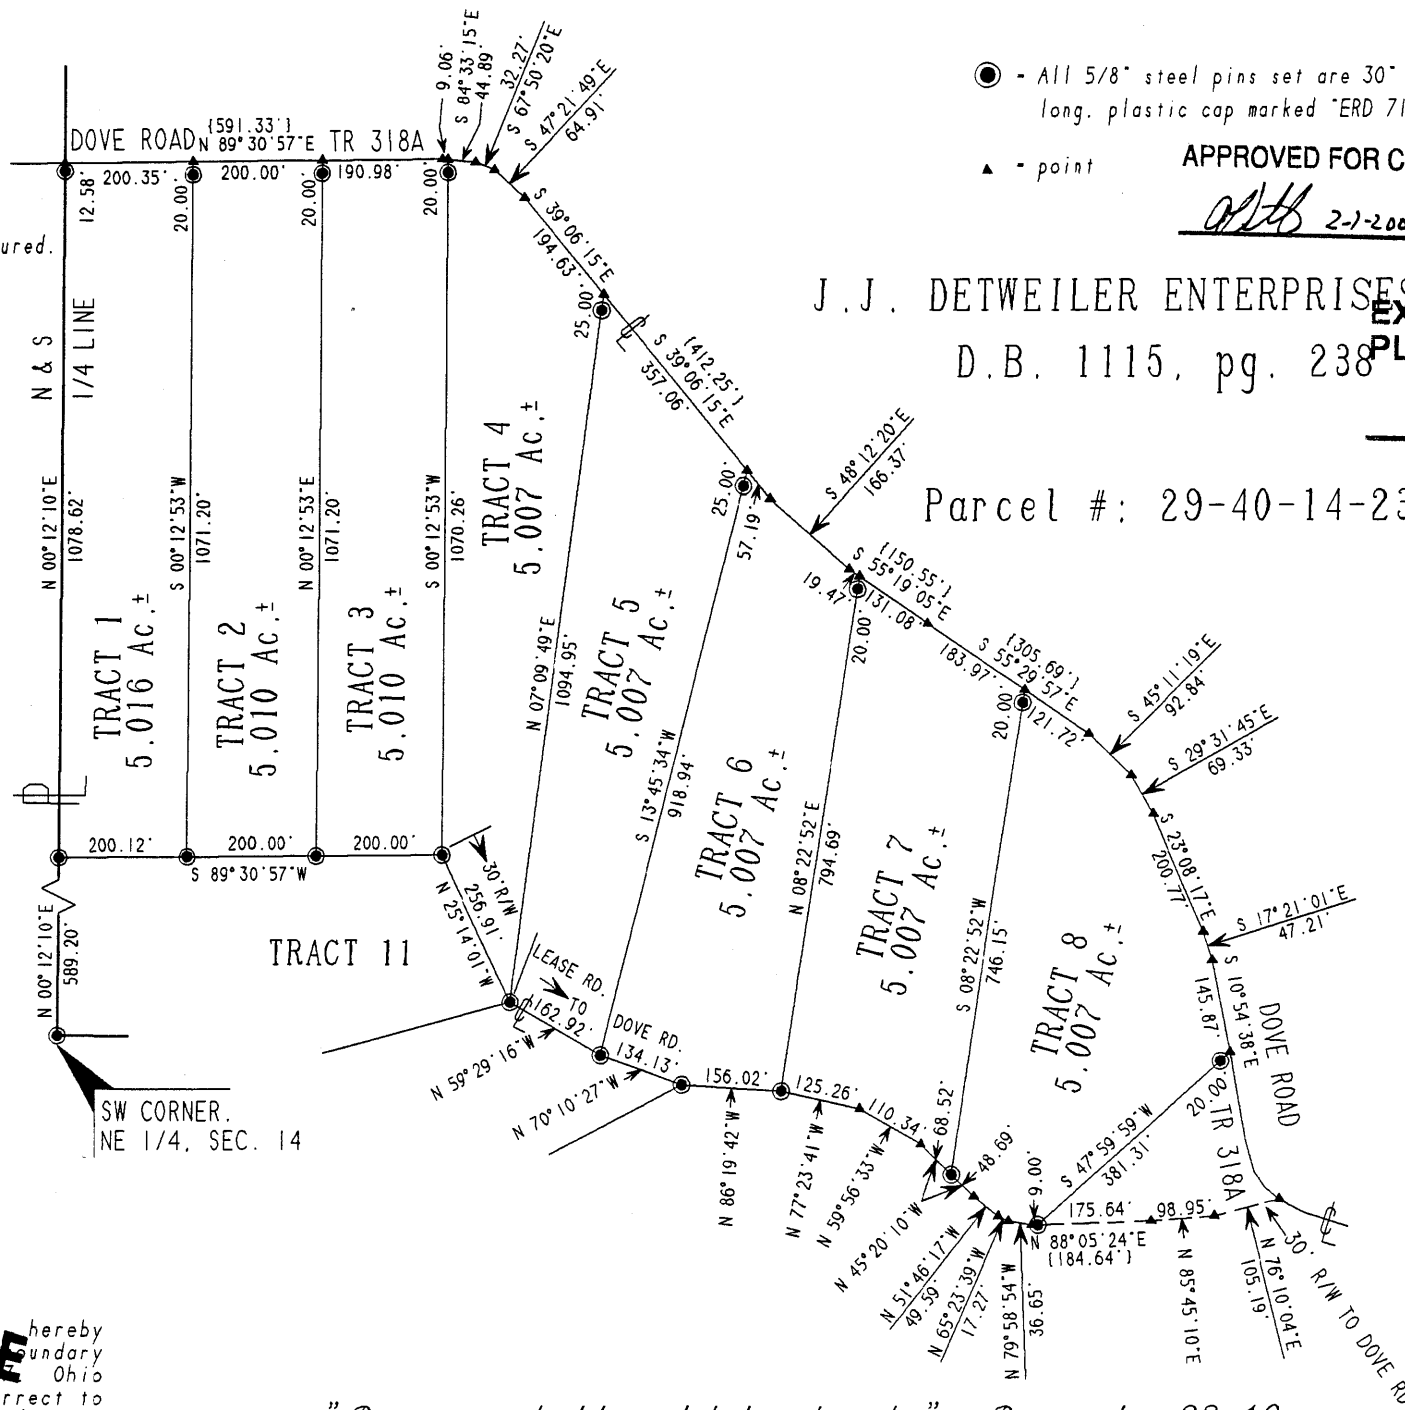 ● - All 5/8" steel pins set are 30"
long, plastic cap marked "ERD 71
▲ - point
APPROVED FOR C
2-1-200
J.J. DETWEILER ENTERPRISES
D.B. 1115, pg. 238
EX
PL
Parcel #: 29-40-14-23
ured.
DOVE ROAD
{591.33'}
N 89°30'57"E
TR 318A
9.06'
S 84°33'15"E
44.89'
32.27'
S 67°50'20"E
S 47°21'49"E
64.91'
12.58'
200.35'
20.00'
200.00'
20.00'
190.98'
20.00'
S 39°06'15"E
194.63'
25.00'
{412.25'}
S 39°06'15"E
357.06'
S 48°12'20"E
166.37'
25.00'
57.19'
{150.55'}
S 55°19'05"E
19.47'
131.08'
20.00'
{305.69'}
S 55°29'57"E
183.97'
20.00'
121.72'
S 45°11'19"E
92.84'
S 29°31'45"E
69.33'
S 23°08'17"E
200.77'
S 17°21'01"E
47.21'
S 10°54'38"E
145.87'
DOVE ROAD
TR 318A
N & S
1/4 LINE
N 00°12'10"E
1078.62'
S 00°12'53"W
1071.20'
N 00°12'53"E
1071.20'
S 00°12'53"W
1070.26'
N 07°09'49"E
1094.95'
S 13°45'34"W
918.94'
N 08°22'52"E
794.69'
S 08°22'52"W
746.15'
S 47°59'59"W
381.31'
20.00'
TRACT 1
5.016 Ac.±
TRACT 2
5.010 Ac.±
TRACT 3
5.010 Ac.±
TRACT 4
5.007 Ac.±
TRACT 5
5.007 Ac.±
TRACT 6
5.007 Ac.±
TRACT 7
5.007 Ac.±
TRACT 8
5.007 Ac.±
200.12'
200.00'
200.00'
S 89°30'57"W
30' R/W
256.91'
N 25°14'01"W
TRACT 11
N 00°12'10"E
589.20'
LEASE RD.
TO
DOVE RD.
162.92'
N 59°29'16"W
134.13'
N 70°10'27"W
156.02'
N 86°19'42"W
125.26'
N 77°23'41"W
110.34'
N 59°56'33"W
68.52'
N 45°20'10"W
48.69'
N 51°46'17"W
49.59'
N 65°23'39"W
17.27'
N 79°58'54"W
36.65'
9.00'
175.64'
98.95'
N 88°05'24"E
{184.64'}
N 85°45'10"E
N 76°10'04"E
105.19'
30' R/W TO DOVE RD
SW CORNER,
NE 1/4, SEC. 14
hereby
oundary
Ohio
rrect to